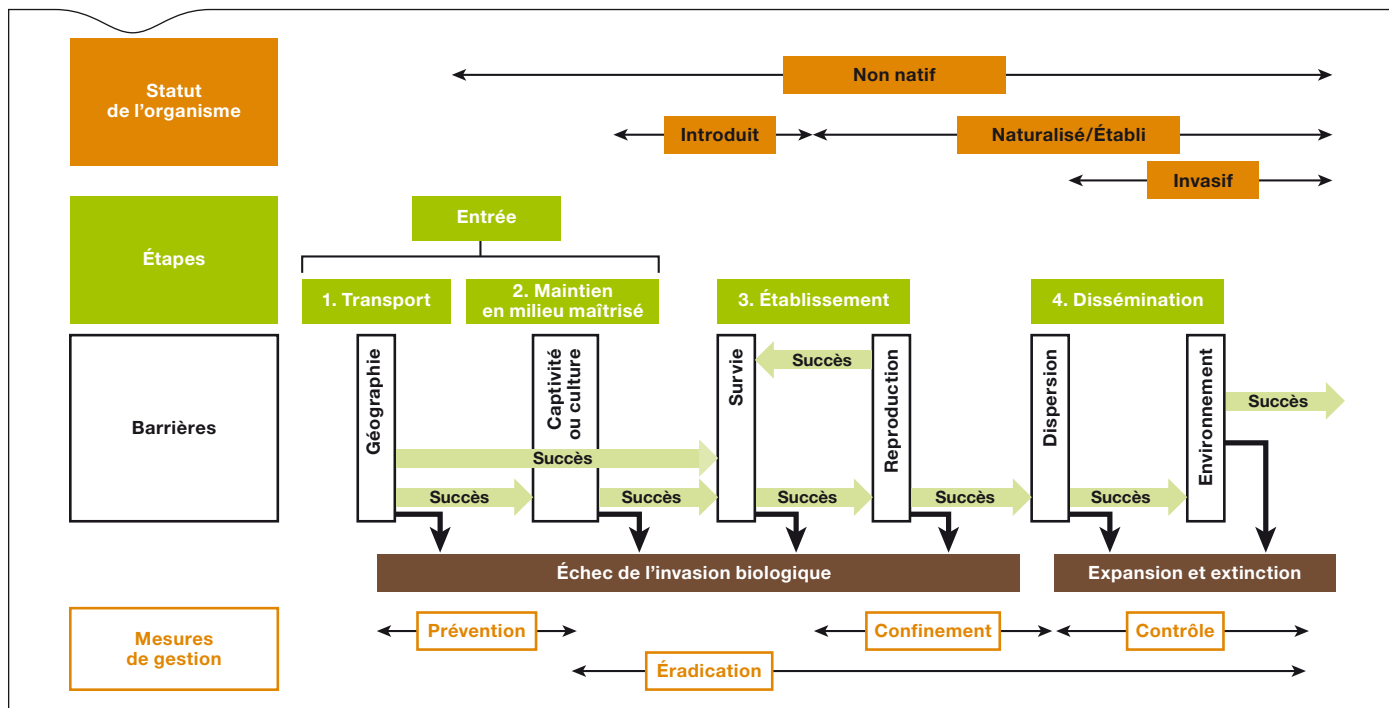 Statut
de l'organisme
Non natif
Introduit
Naturalisé/Établi
Invasif
Étapes
Entrée
1. Transport
2. Maintien
en milieu maîtrisé
3. Établissement
4. Dissémination
Barrières
Géographie
Captivité
ou culture
Survie
Reproduction
Dispersion
Environnement
Succès
Succès
Succès
Succès
Succès
Succès
Succès
Succès
Échec de l'invasion biologique
Expansion et extinction
Mesures
de gestion
Prévention
Confinement
Contrôle
Éradication